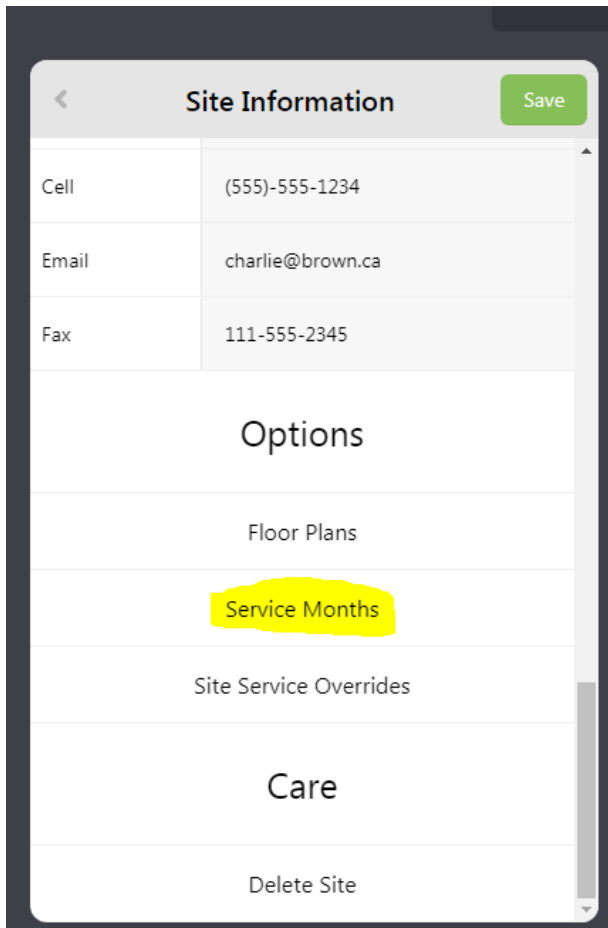 Site Information
Save
Cell
(555)-555-1234
Email
charlie@brown.ca
Fax
111-555-2345
Options
Floor Plans
Service Months
Site Service Overrides
Care
Delete Site